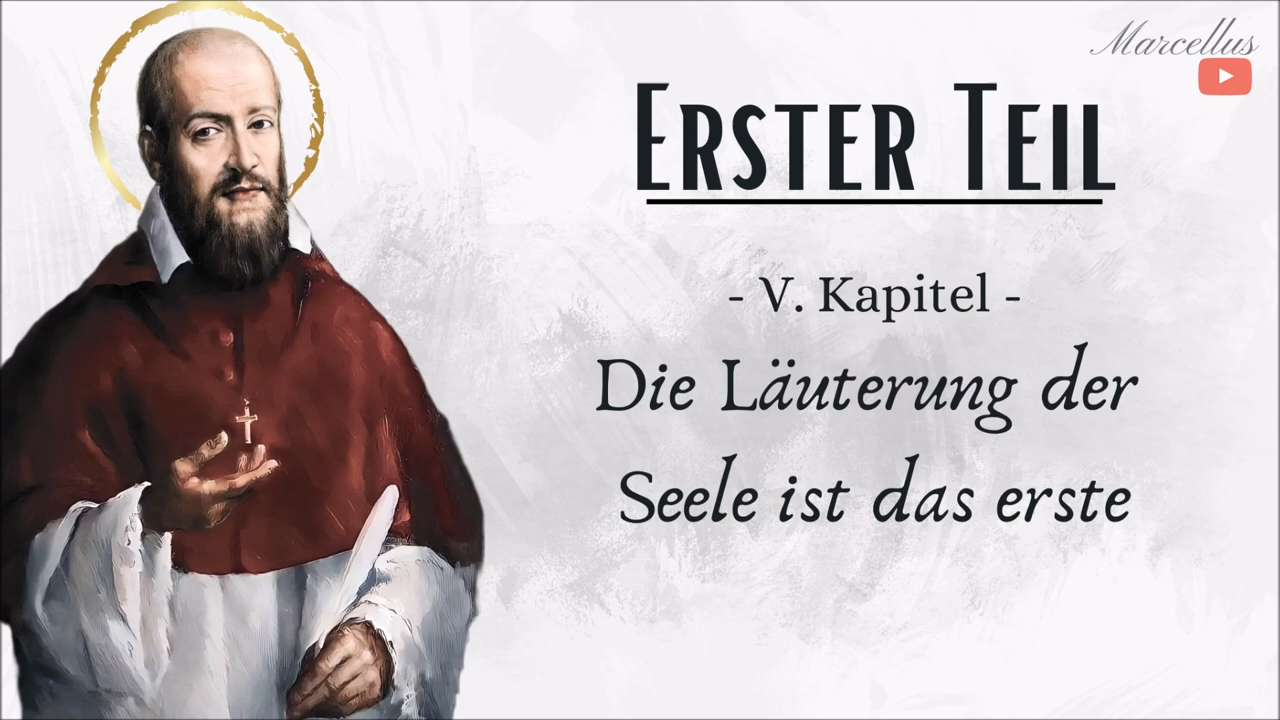 Marcellus
Erster Teil
- V. Kapitel -
Die Läuterung der
Seele ist das erste